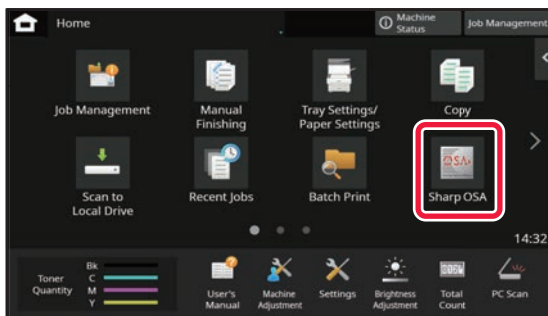 Home
Machine
Status
Job Management
Job Management
Manual
Finishing
Tray Settings/
Paper Settings
Copy
Scan to
Local Drive
Recent Jobs
Batch Print
OSA
Sharp OSA
14:32
Toner
Quantity
Bk
C
M
Y
User's
Manual
Machine
Adjustment
Settings
Brightness
Adjustment
Total
Count
PC Scan